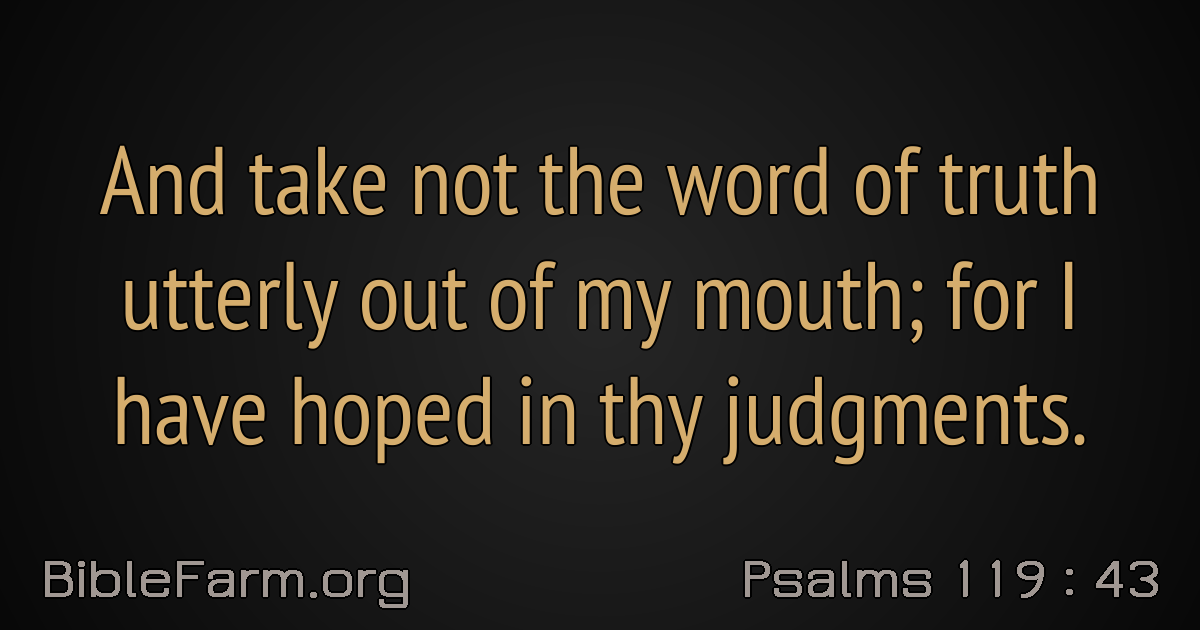 And take not the word of truth
utterly out of my mouth; for I
have hoped in thy judgments.
BibleFarm.org
Psalms 119 : 43